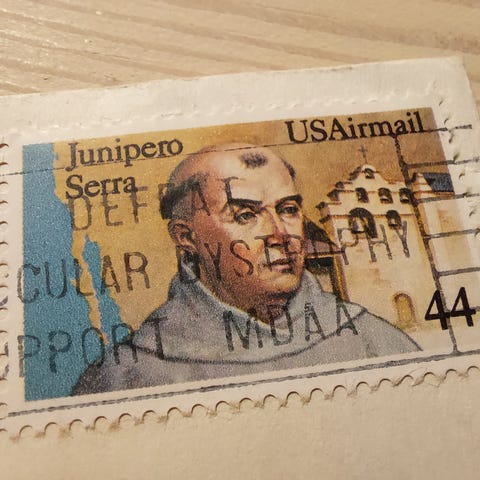 Junipero
Serra
USAirmail
44
DEFEAT
CULAR DYSTROPHY
PPORT MDAA